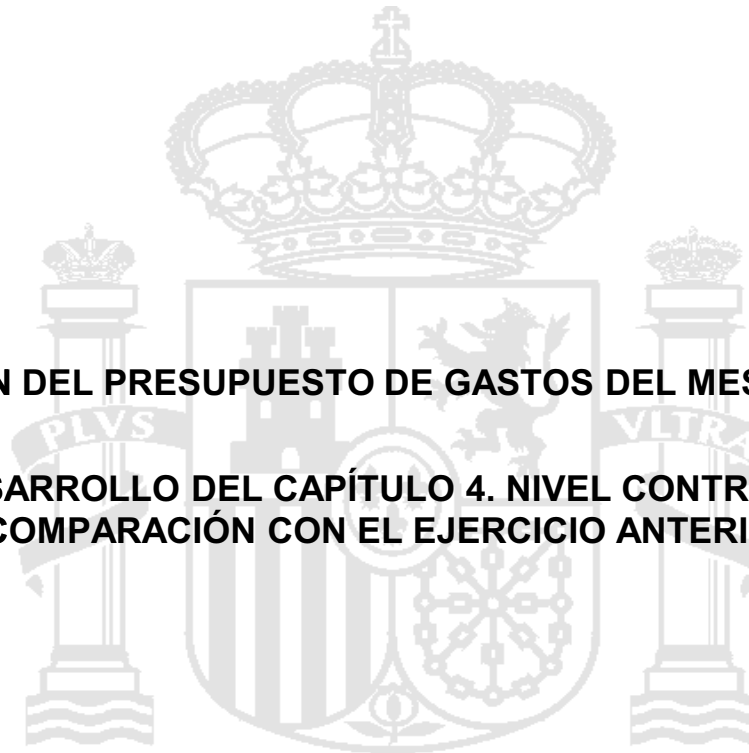 N DEL PRESUPUESTO DE GASTOS DEL MES
PLVS
VLTRA
SARROLLO DEL CAPÍTULO 4. NIVEL CONTR
COMPARACIÓN CON EL EJERCICIO ANTERI